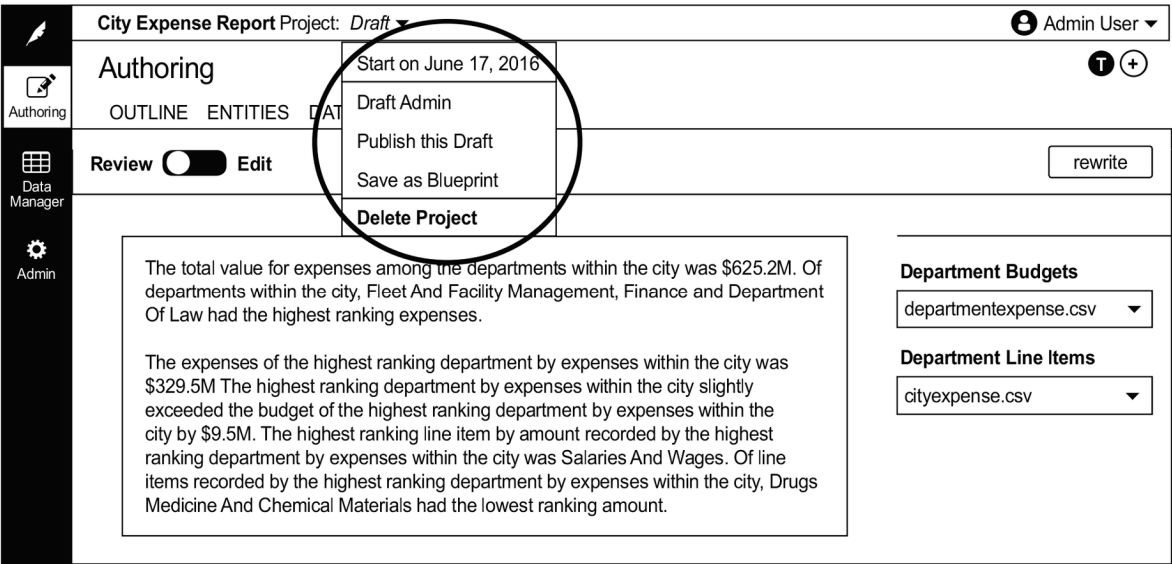 City Expense Report Project: Draft
Admin User
Authoring
Start on June 17, 2016
T +
Authoring
OUTLINE ENTITIES DAT
Draft Admin
Publish this Draft
Save as Blueprint
Delete Project
Review Edit
rewrite
Data
Manager
Admin
The total value for expenses among the departments within the city was $625.2M. Of
departments within the city, Fleet And Facility Management, Finance and Department
Of Law had the highest ranking expenses.
The expenses of the highest ranking department by expenses within the city was
$329.5M The highest ranking department by expenses within the city slightly
exceeded the budget of the highest ranking department by expenses within the
city by $9.5M. The highest ranking line item by amount recorded by the highest
ranking department by expenses within the city was Salaries And Wages. Of line
items recorded by the highest ranking department by expenses within the city, Drugs
Medicine And Chemical Materials had the lowest ranking amount.
Department Budgets
departmentexpense.csv
Department Line Items
cityexpense.csv